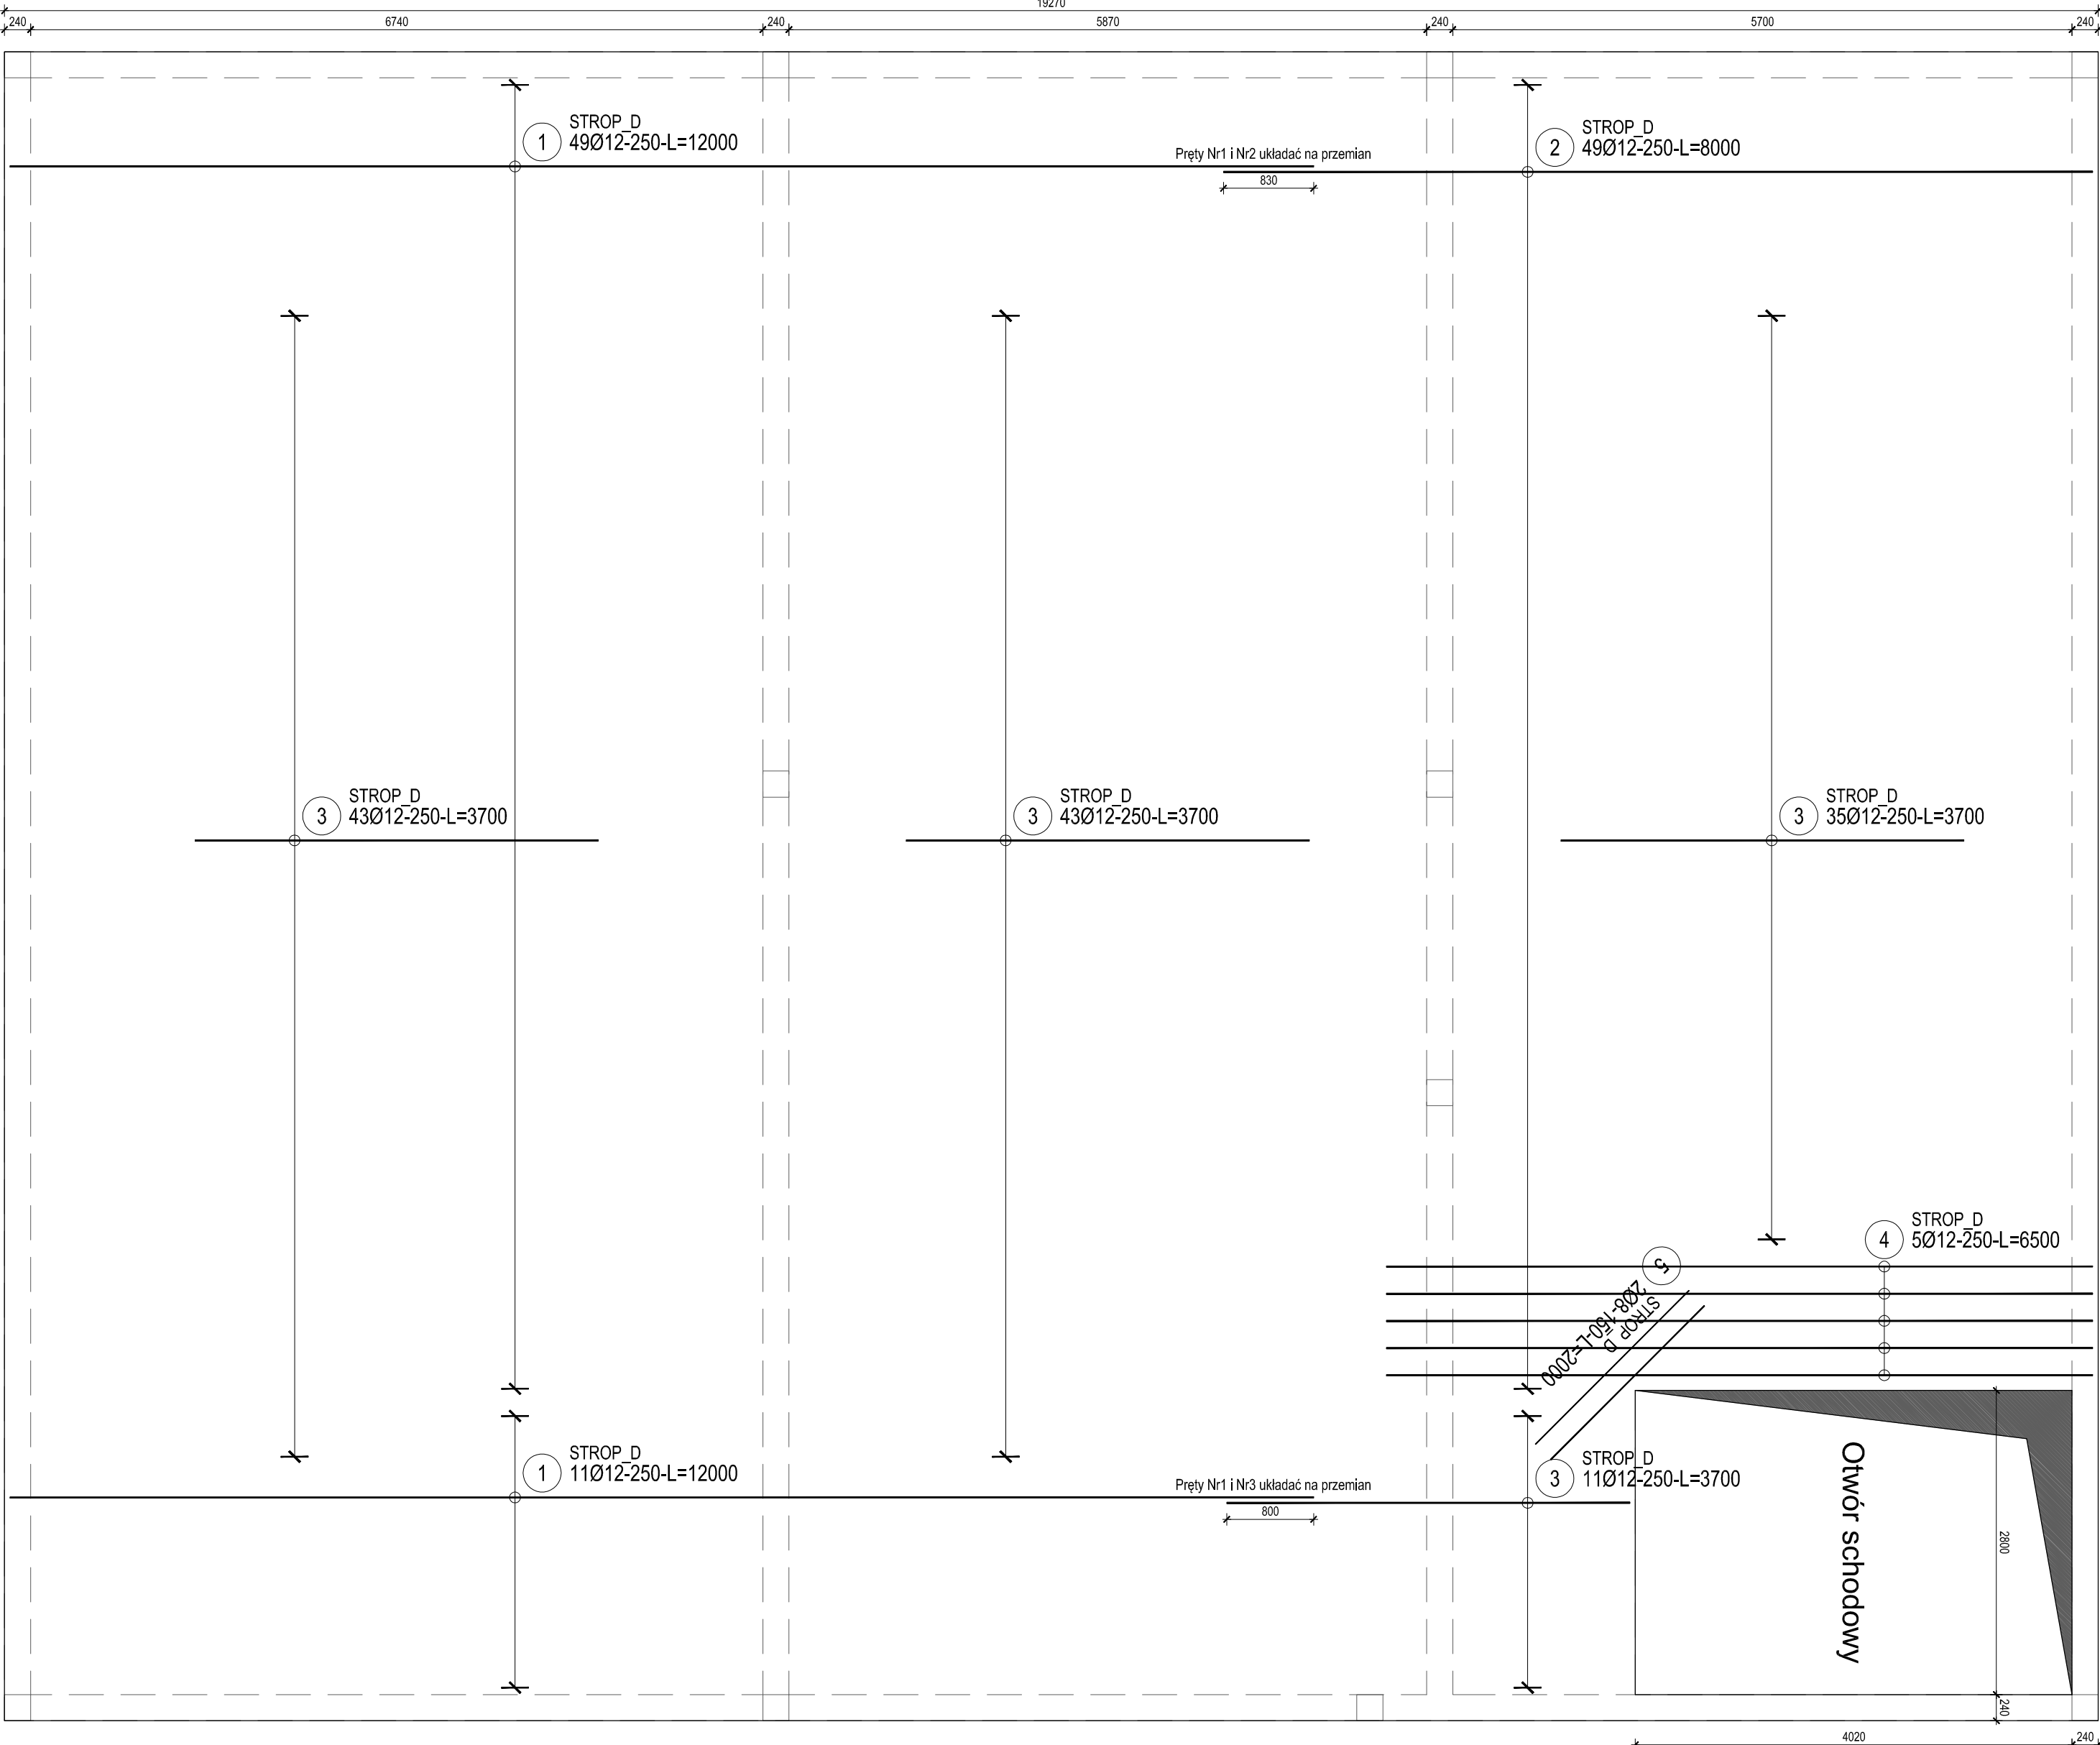 19270
240
6740
240
5870
240
5700
240
1
STROP_D
49Ø12-250-L=12000
Pręty Nr1 i Nr2 układać na przemian
830
2
STROP_D
49Ø12-250-L=8000
3
STROP_D
43Ø12-250-L=3700
3
STROP_D
43Ø12-250-L=3700
3
STROP_D
35Ø12-250-L=3700
4
STROP_D
5Ø12-250-L=6500
5
STROP_D
2Ø8-150-L=2000
1
STROP_D
11Ø12-250-L=12000
Pręty Nr1 i Nr3 układać na przemian
800
3
STROP_D
11Ø12-250-L=3700
Otwór schodowy
2800
240
4020
240